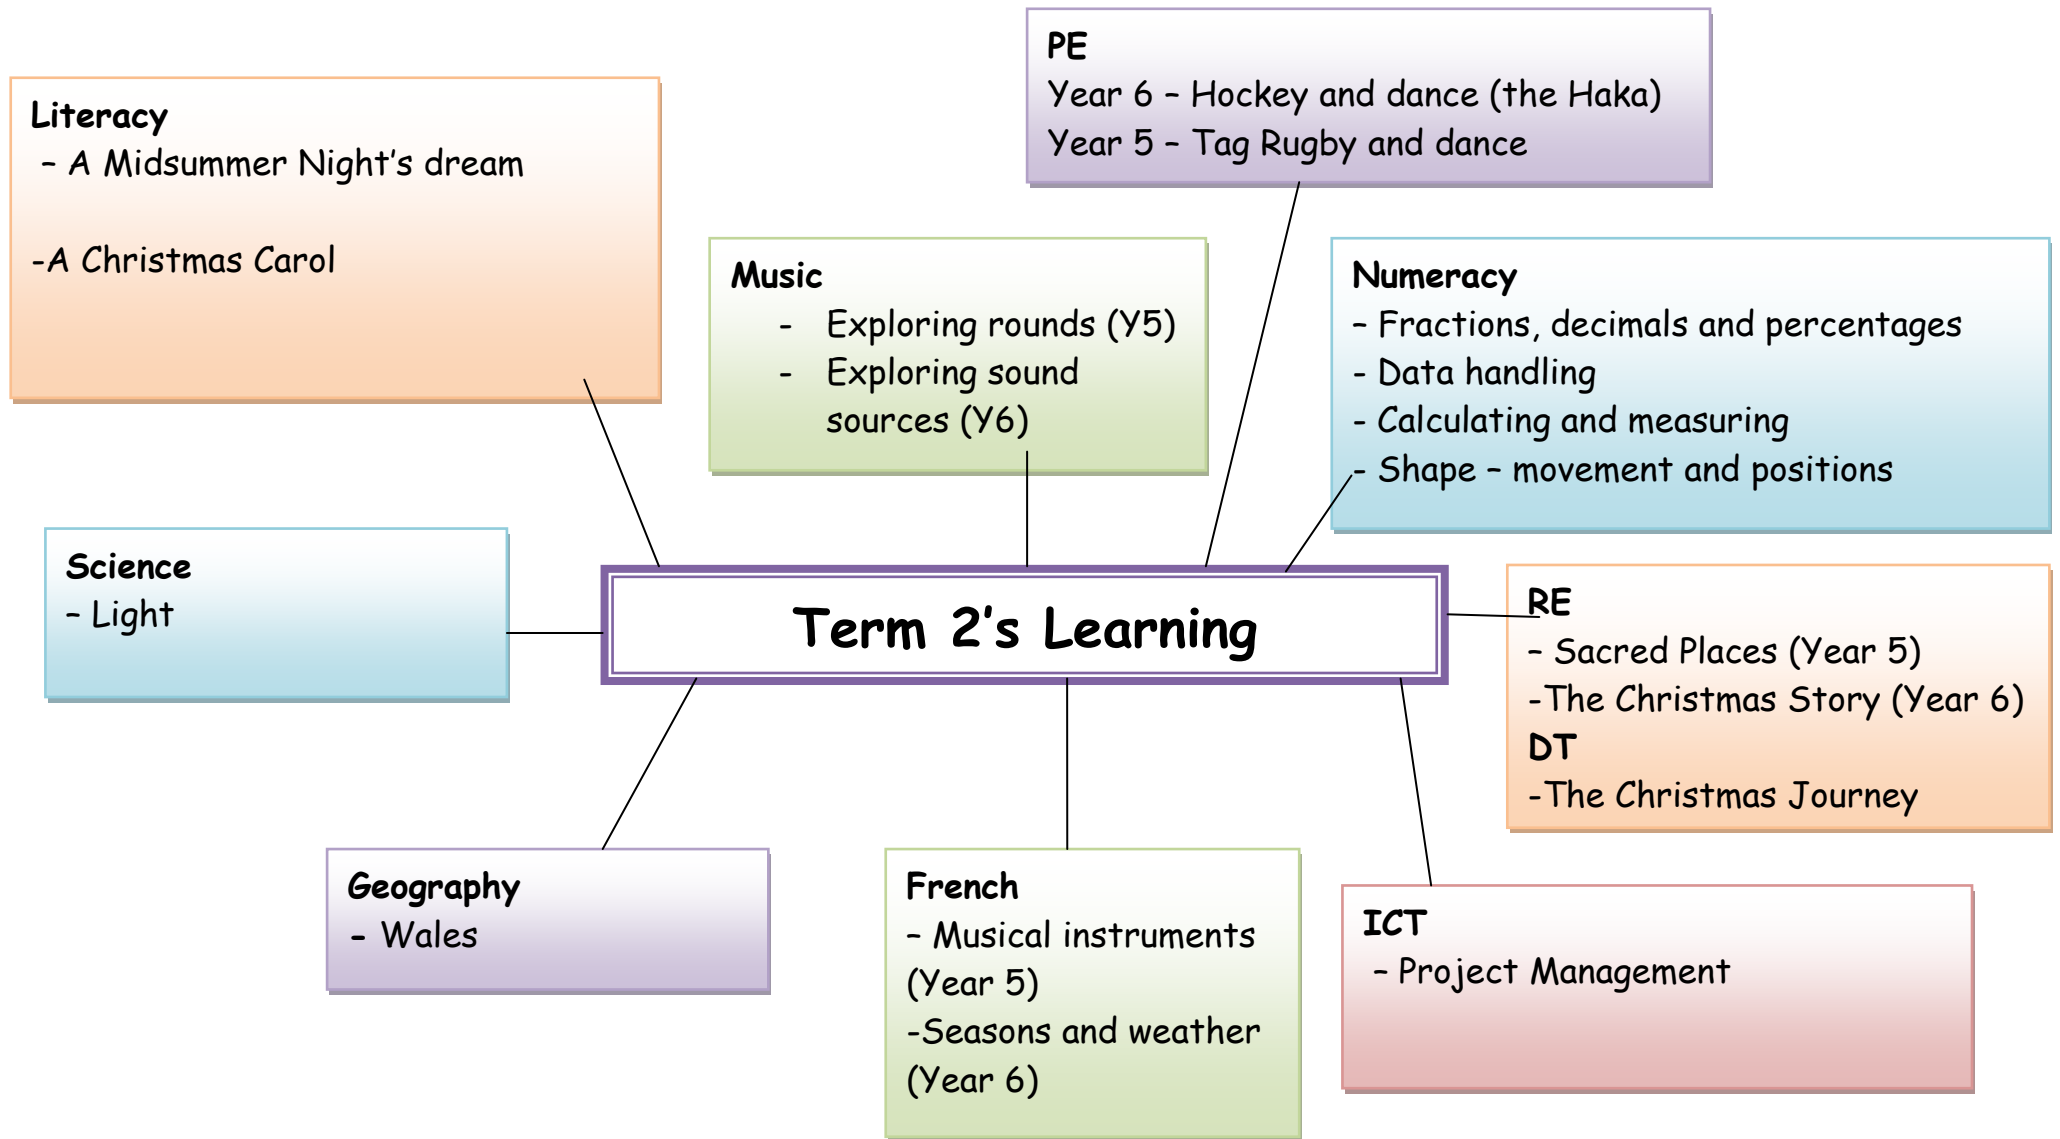 PE
Year 6 – Hockey and dance (the Haka)
Year 5 – Tag Rugby and dance
Literacy
– A Midsummer Night's dream
-A Christmas Carol
Music
- Exploring rounds (Y5)
- Exploring sound
sources (Y6)
Numeracy
– Fractions, decimals and percentages
- Data handling
- Calculating and measuring
- Shape – movement and positions
Science
– Light
Term 2's Learning
RE
– Sacred Places (Year 5)
-The Christmas Story (Year 6)
DT
-The Christmas Journey
Geography
- Wales
French
– Musical instruments
(Year 5)
-Seasons and weather
(Year 6)
ICT
– Project Management